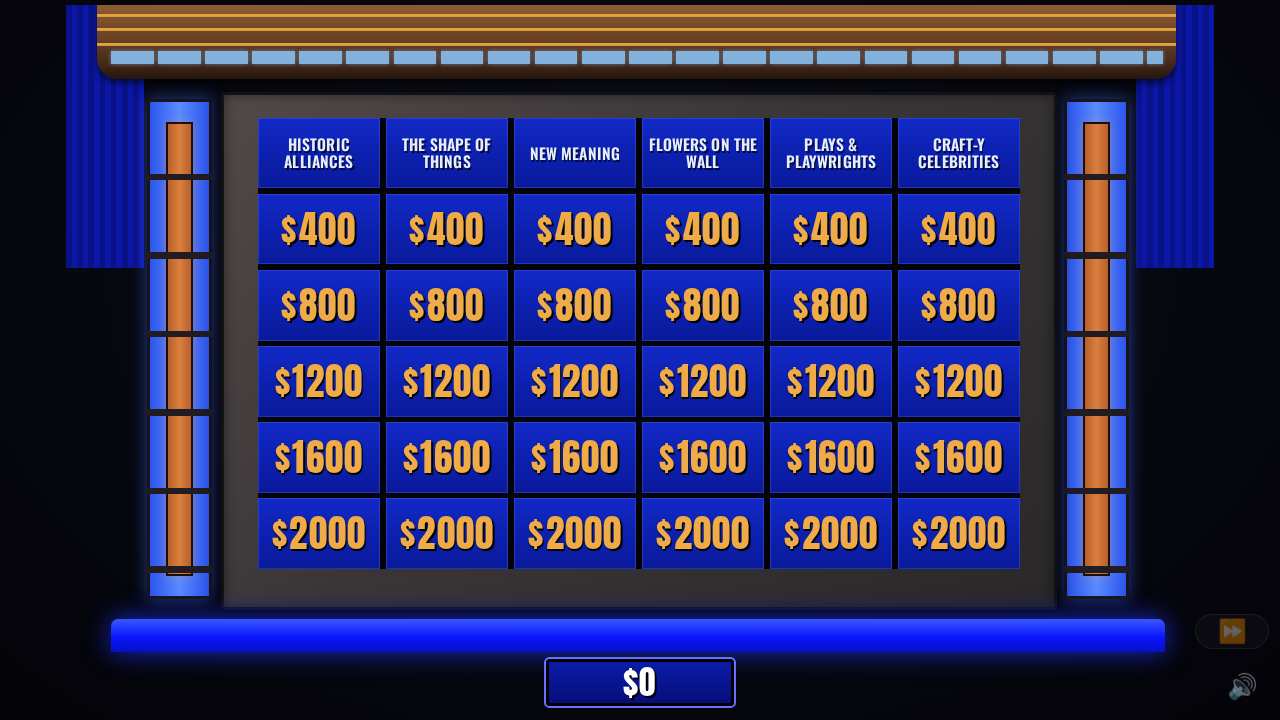 HISTORIC
ALLIANCES
THE SHAPE OF
THINGS
NEW MEANING
FLOWERS ON THE
WALL
PLAYS &
PLAYWRIGHTS
CRAFT-Y
CELEBRITIES
$400 $400 $400 $400 $400 $400
$800 $800 $800 $800 $800 $800
$1200 $1200 $1200 $1200 $1200 $1200
$1600 $1600 $1600 $1600 $1600 $1600
$2000 $2000 $2000 $2000 $2000 $2000
$0